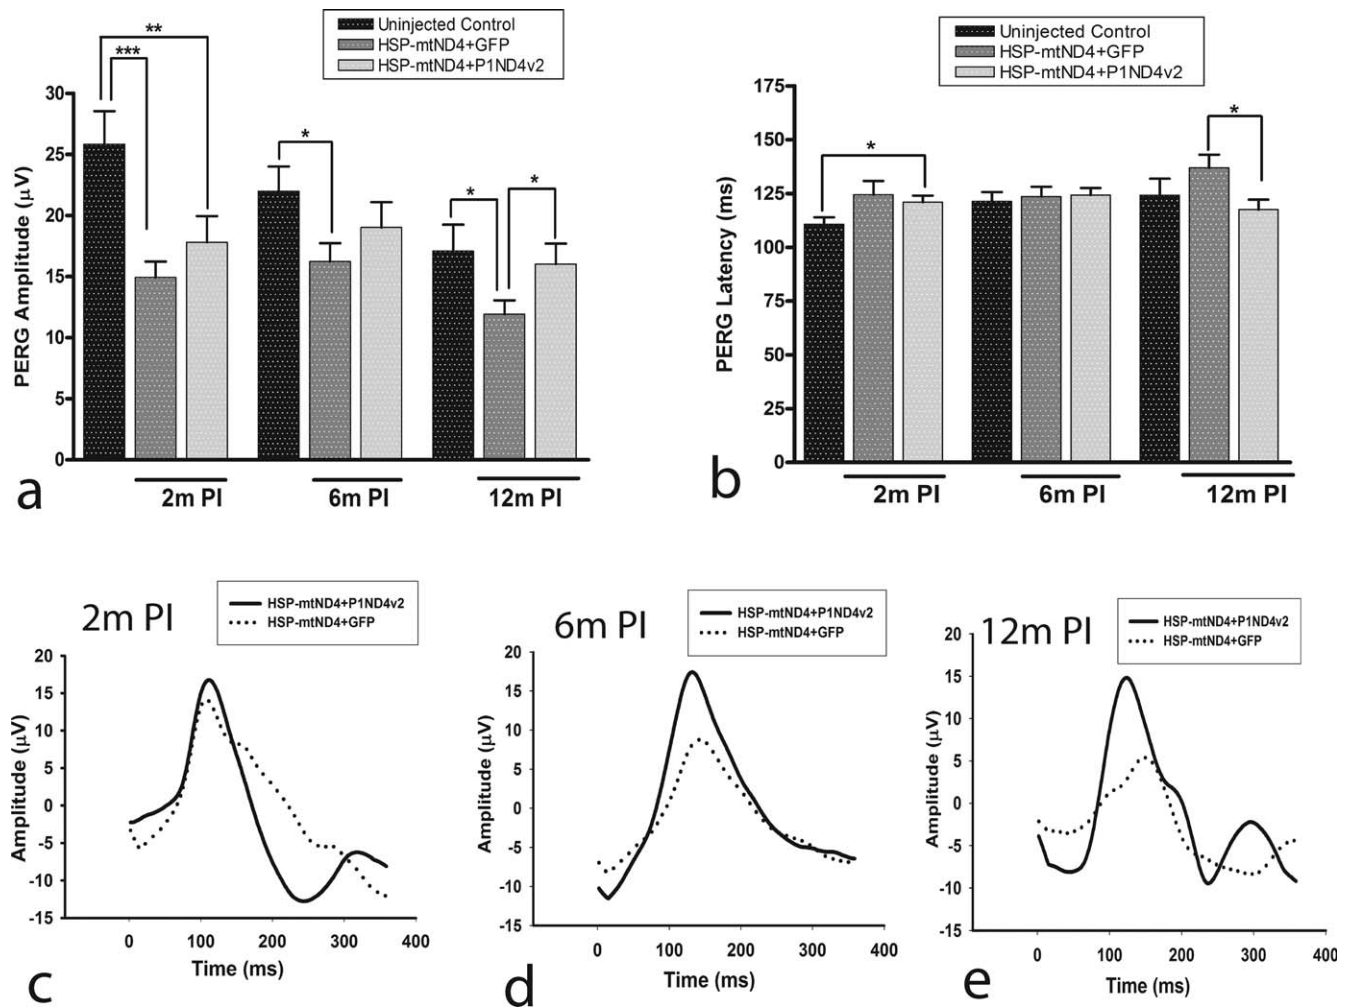 Uninjected Control
HSP-mtND4+GFP
HSP-mtND4+P1ND4v2
**
***
*
*
*
30
25
20
15
10
5
0
PERG Amplitude (μV)
2m PI
6m PI
12m PI
a
Uninjected Control
HSP-mtND4+GFP
HSP-mtND4+P1ND4v2
*
*
175
150
125
100
75
50
25
0
PERG Latency (ms)
2m PI
6m PI
12m PI
b
2m PI
HSP-mtND4+P1ND4v2
HSP-mtND4+GFP
20
15
10
5
0
-5
-10
-15
Amplitude (μV)
0 100 200 300 400
Time (ms)
c
6m PI
HSP-mtND4+P1ND4v2
HSP-mtND4+GFP
20
15
10
5
0
-5
-10
-15
Amplitude (μV)
0 100 200 300 400
Time (ms)
d
12m PI
HSP-mtND4+P1ND4v2
HSP-mtND4+GFP
20
15
10
5
0
-5
-10
-15
Amplitude (μV)
0 100 200 300 400
Time (ms)
e